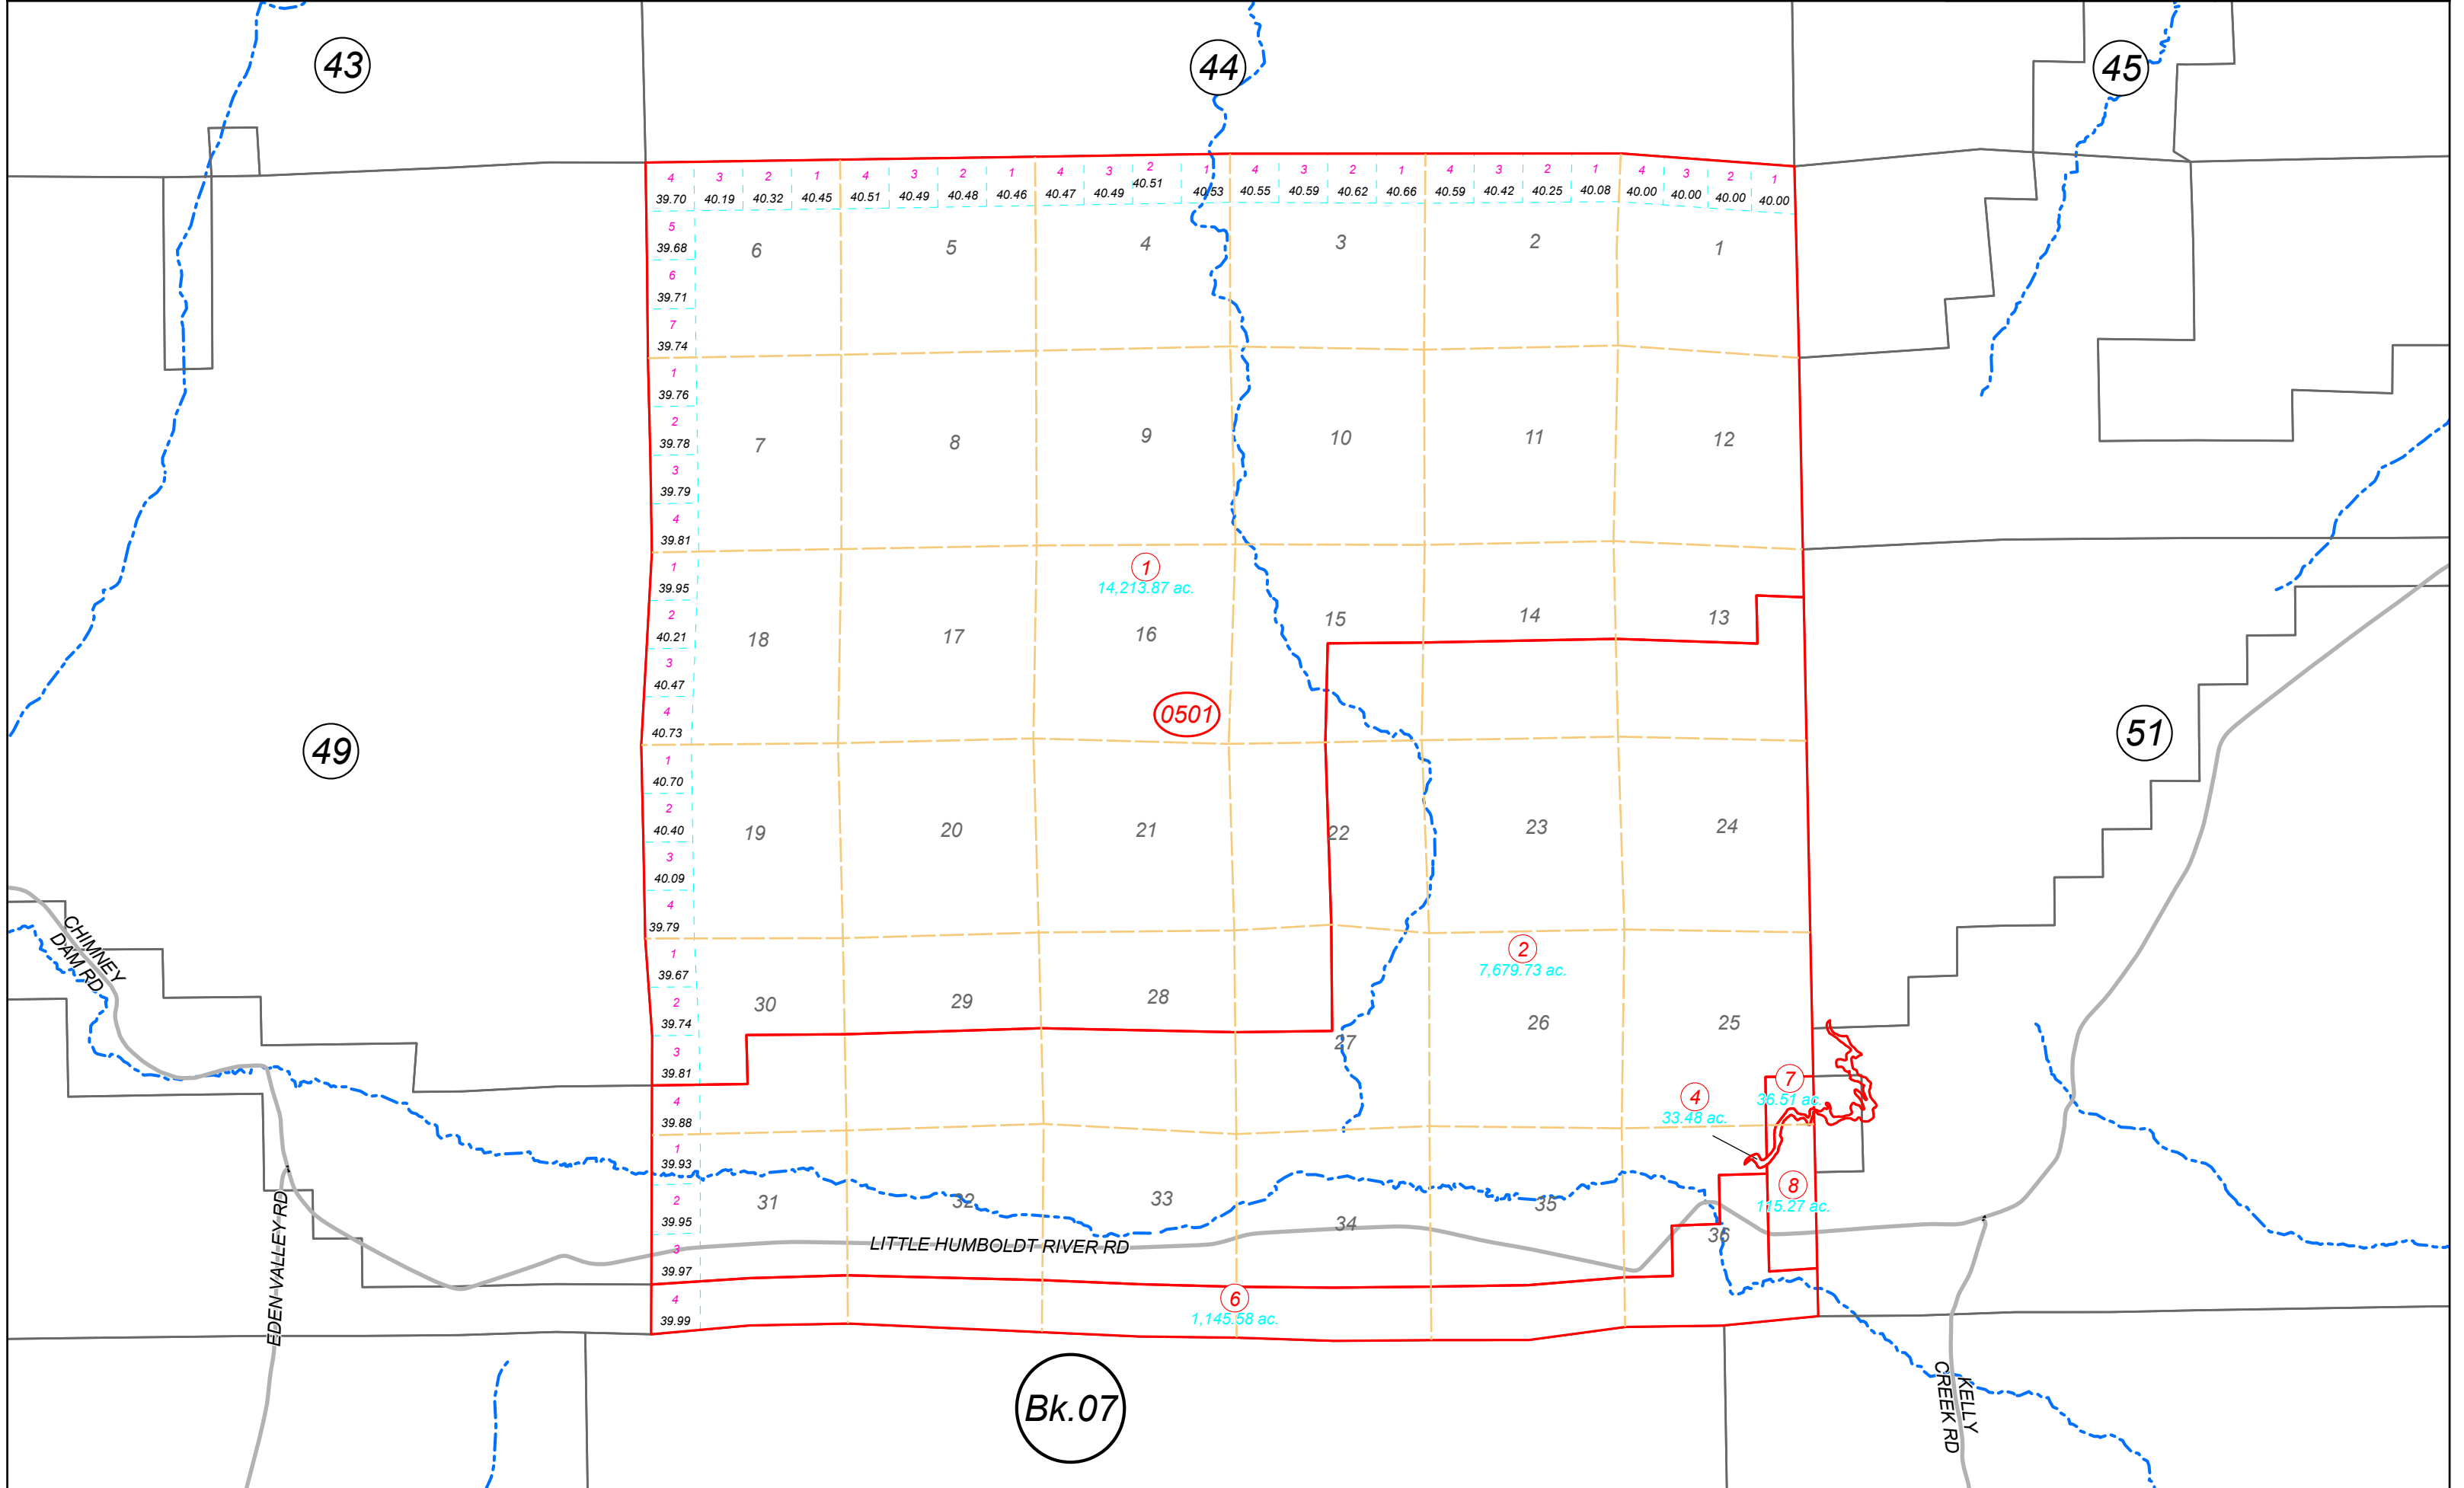 43
44
45
4 3 2 1 4 3 2 1 4 3 2 1 4 3 2 1 4 3 2 1 4 3 2 1
39.70 40.19 40.32 40.45 40.51 40.49 40.48 40.46 40.47 40.49 40.51 40.53 40.55 40.59 40.62 40.66 40.59 40.42 40.25 40.08 40.00 40.00 40.00 40.00
5
39.68
6 5 4 3 2 1
6
39.71
7
39.74
1
39.76
2
39.78
7 8 9 10 11 12
3
39.79
4
39.81
1
39.95
1
14,213.87 ac.
2
40.21
18 17 16 15 14 13
3
40.47
4
40.73
0501
49
51
1
40.70
2
40.40
19 20 21 22 23 24
3
40.09
4
39.79
CHIMNEY
DAM RD
1
39.67
2
7,679.73 ac.
2
39.74
30 29 28 27 26 25
3
39.81
7
36.51 ac.
4
33.48 ac.
4
39.88
1
39.93
8
115.27 ac.
2
39.95
31 32 33 34 35 36
EDEN VALLEY RD
LITTLE HUMBOLDT RIVER RD
3
39.97
6
1,145.58 ac.
4
39.99
Bk.07
KELLY
CREEK RD